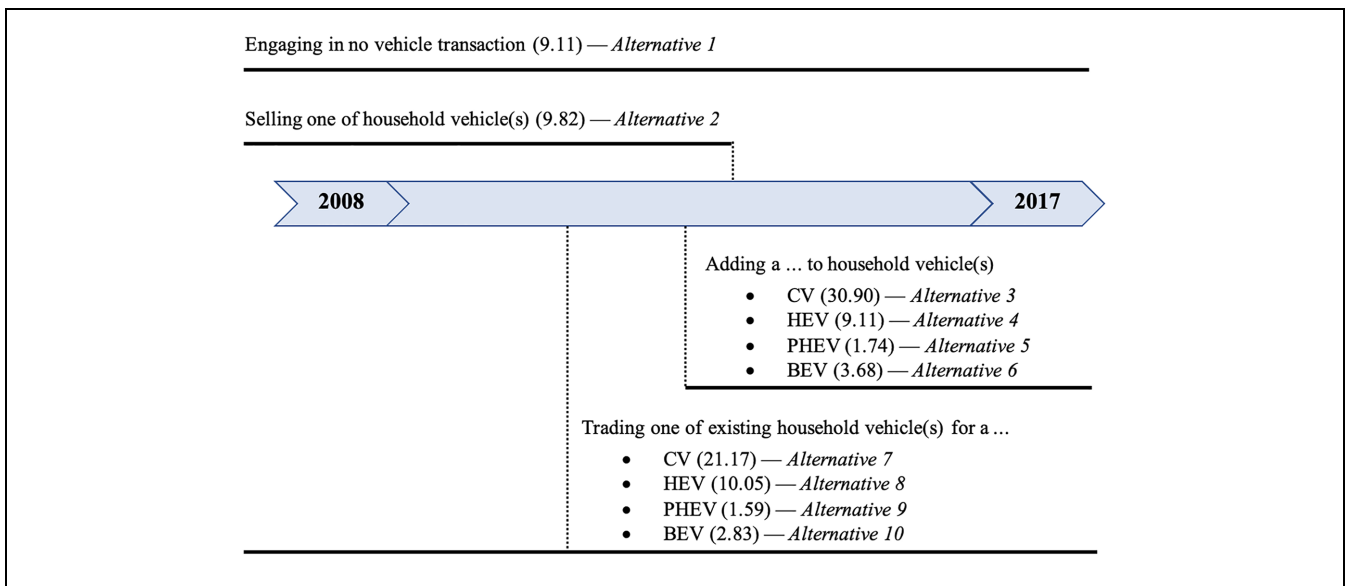 Engaging in no vehicle transaction (9.11) — Alternative 1
Selling one of household vehicle(s) (9.82) — Alternative 2
2008
2017
Adding a ... to household vehicle(s)
• CV (30.90) — Alternative 3
• HEV (9.11) — Alternative 4
• PHEV (1.74) — Alternative 5
• BEV (3.68) — Alternative 6
Trading one of existing household vehicle(s) for a ...
• CV (21.17) — Alternative 7
• HEV (10.05) — Alternative 8
• PHEV (1.59) — Alternative 9
• BEV (2.83) — Alternative 10